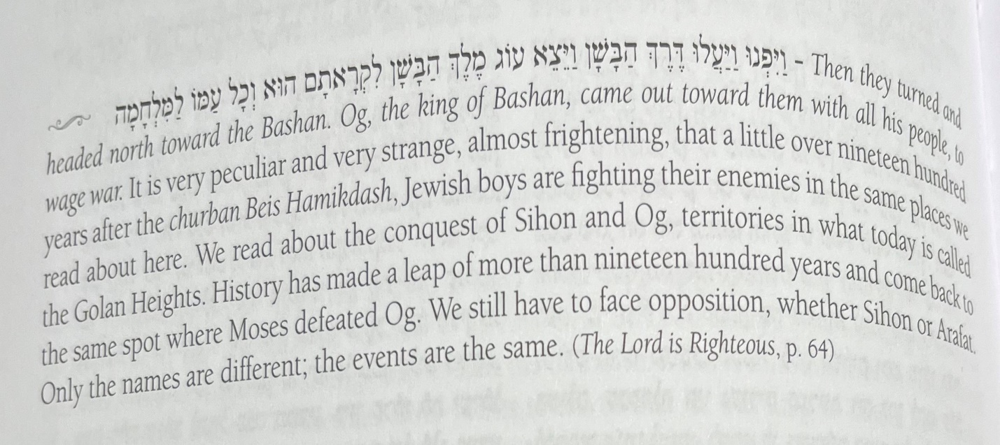 וַיִּפְנוּ וַיַּעֲלוּ דֶּרֶךְ הַבָּשָׁן וַיֵּצֵא עוֹג מֶלֶךְ הַבָּשָׁן לִקְרָאתָם הוּא וְכָל עַמּוֹ לַמִּלְחָמָה – Then they turned and
headed north toward the Bashan. Og, the king of Bashan, came out toward them with all his people, to
wage war. It is very peculiar and very strange, almost frightening, that a little over nineteen hundred
years after the churban Beis Hamikdash, Jewish boys are fighting their enemies in the same places we
read about here. We read about the conquest of Sihon and Og, territories in what today is called
the Golan Heights. History has made a leap of more than nineteen hundred years and come back to
the same spot where Moses defeated Og. We still have to face opposition, whether Sihon or Arafat.
Only the names are different; the events are the same. (The Lord is Righteous, p. 64)